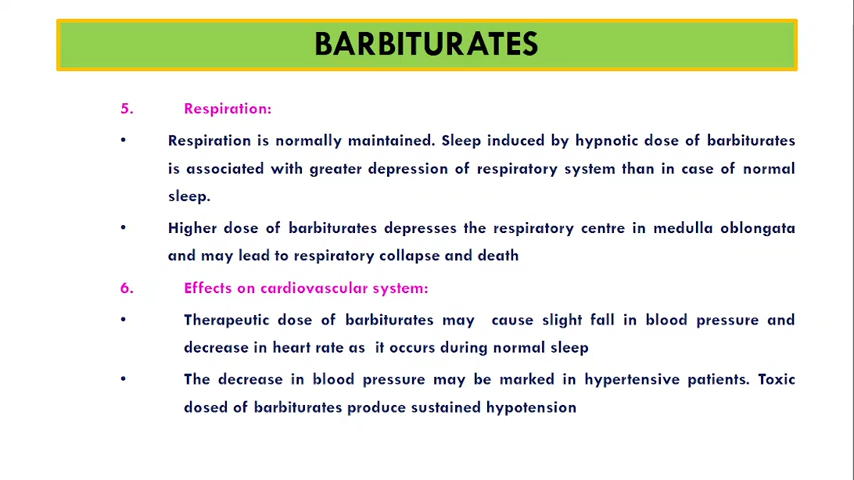 BARBITURATES
5. Respiration:
• Respiration is normally maintained. Sleep induced by hypnotic dose of barbiturates
is associated with greater depression of respiratory system than in case of normal
sleep.
• Higher dose of barbiturates depresses the respiratory centre in medulla oblongata
and may lead to respiratory collapse and death
6. Effects on cardiovascular system:
• Therapeutic dose of barbiturates may cause slight fall in blood pressure and
decrease in heart rate as it occurs during normal sleep
• The decrease in blood pressure may be marked in hypertensive patients. Toxic
dosed of barbiturates produce sustained hypotension